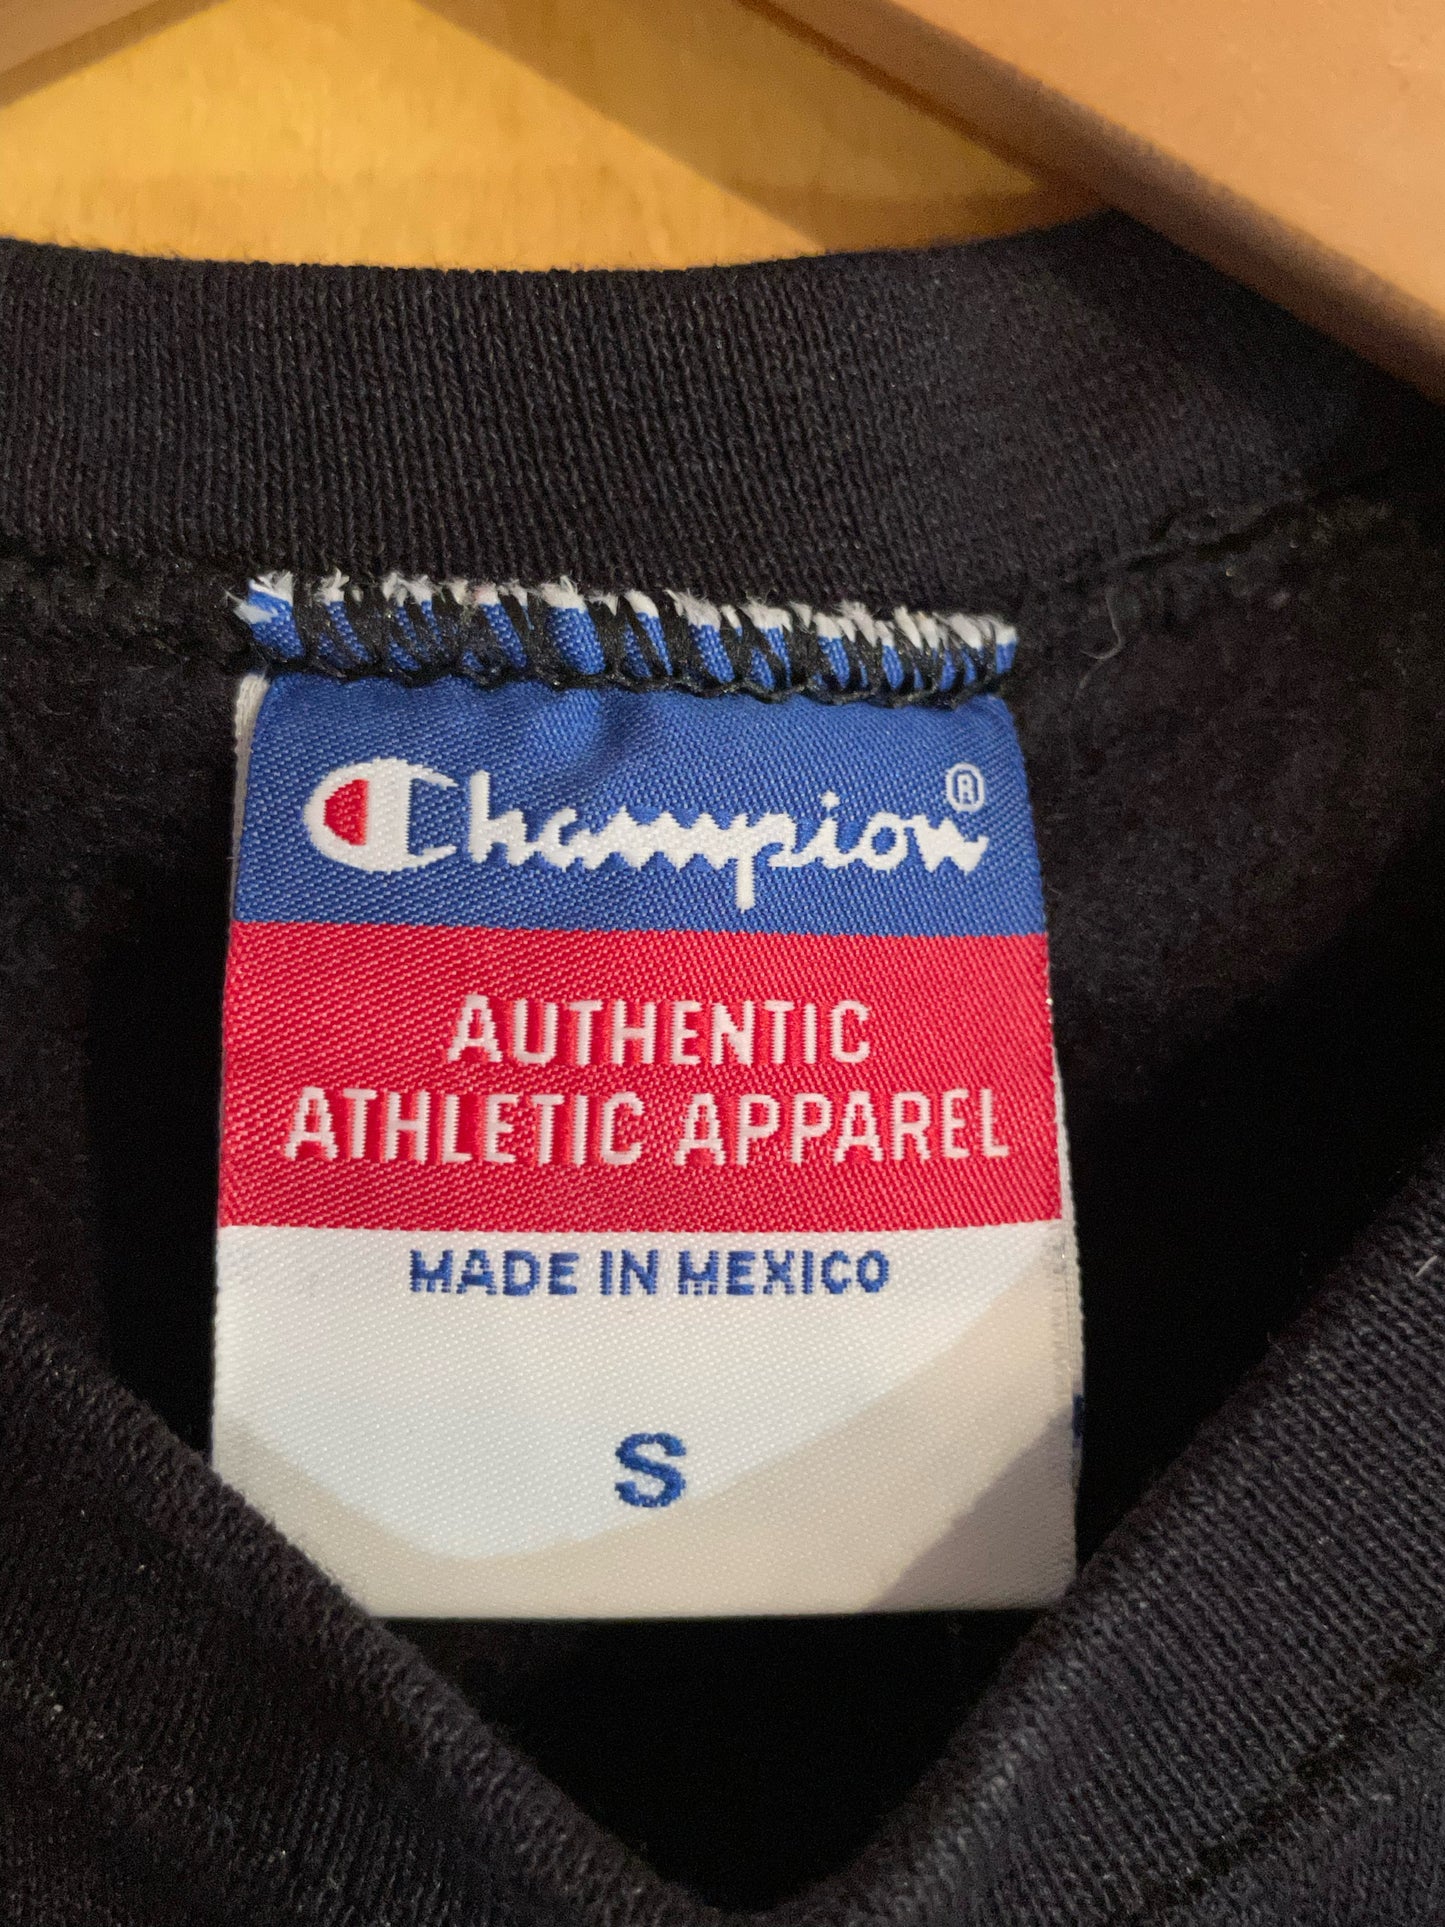 Champion®
AUTHENTIC
ATHLETIC APPAREL
MADE IN MEXICO
S